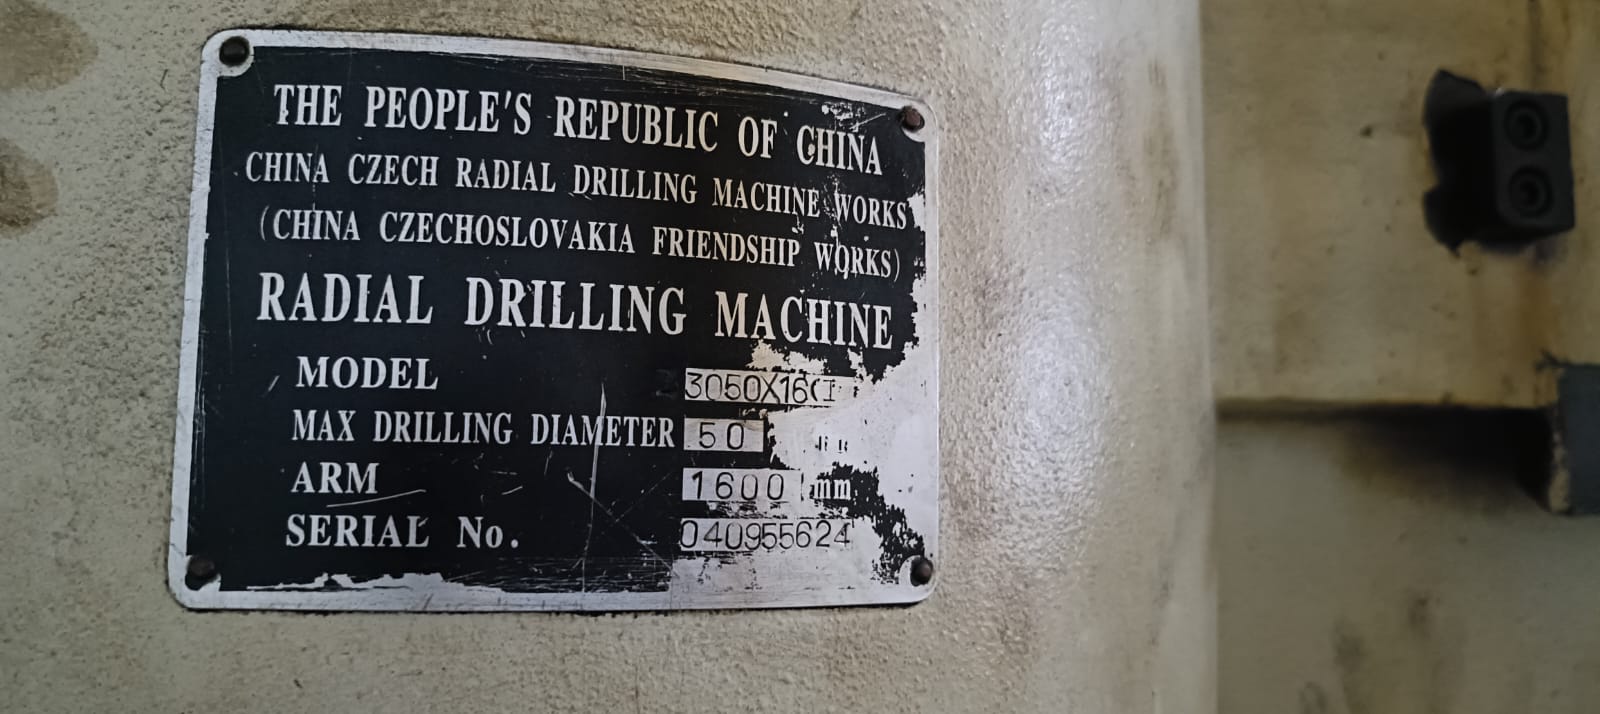 THE PEOPLE'S REPUBLIC OF CHINA
CHINA CZECH RADIAL DRILLING MACHINE WORKS
(CHINA CZECHOSLOVAKIA FRIENDSHIP WORKS)
RADIAL DRILLING MACHINE
MODEL
MAX DRILLING DIAMETER 50
ARM 1600 mm
SERIAL No. 040955624